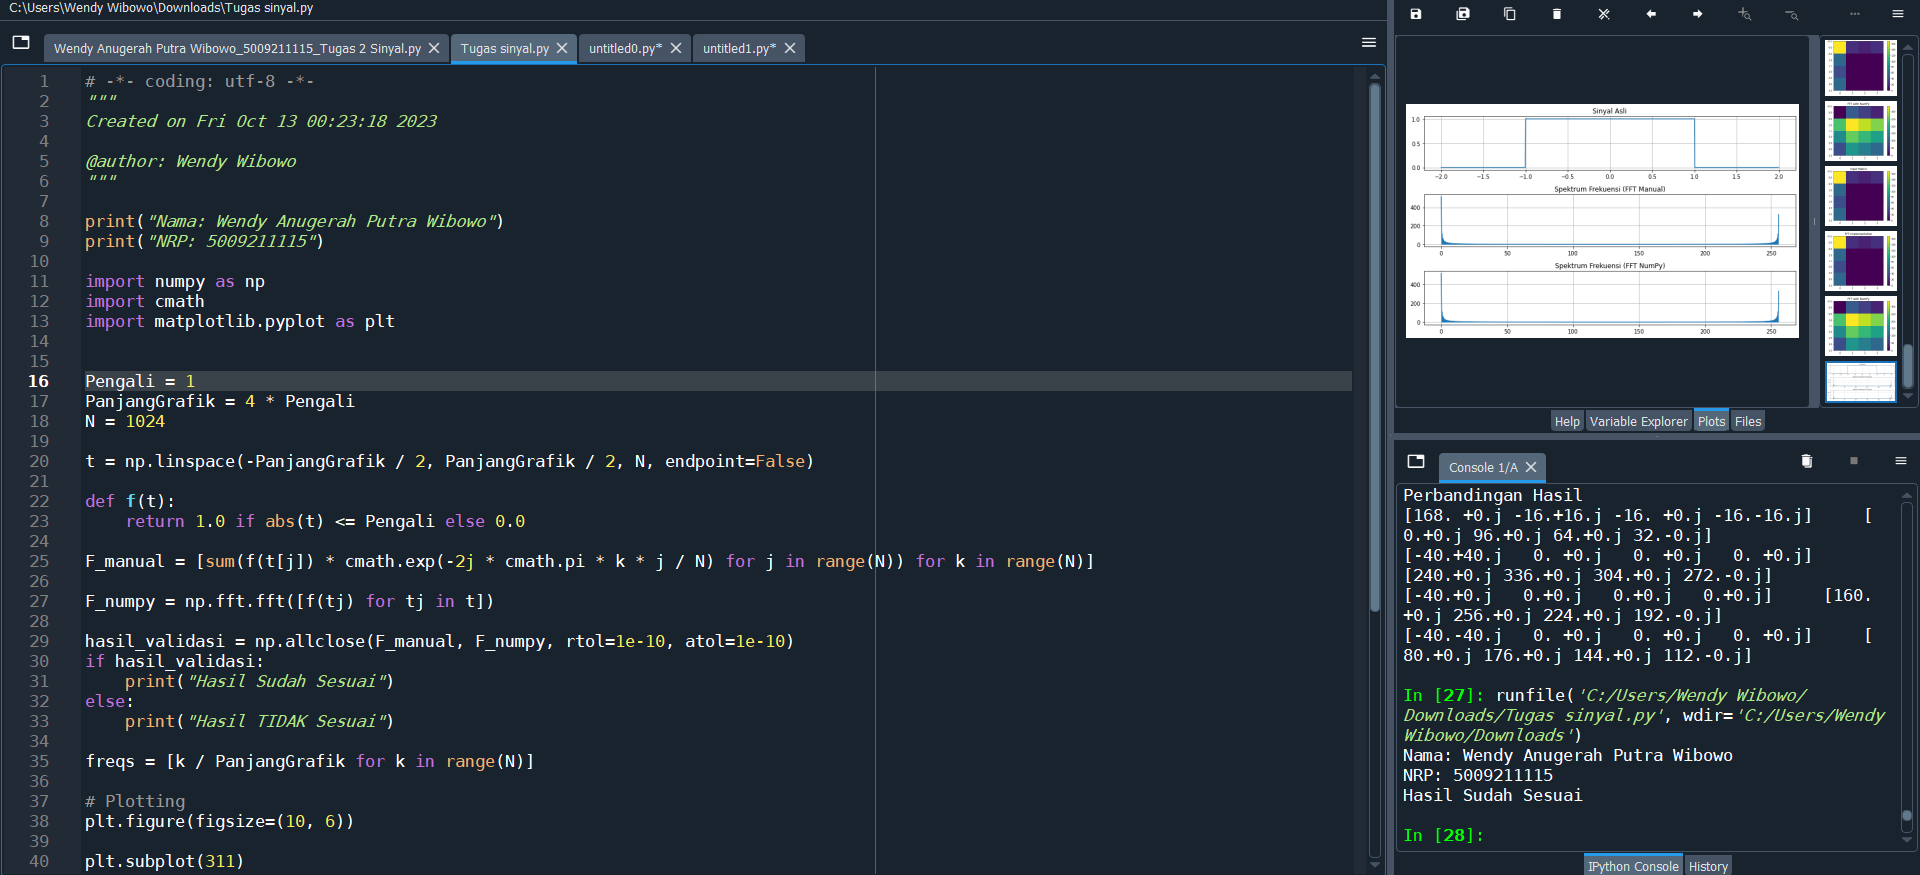 C:\Users\Wendy Wibowo\Downloads\Tugas sinyal.py
Wendy Anugerah Putra Wibowo_5009211115_Tugas 2 Sinyal.py
Tugas sinyal.py
untitled0.py*
untitled1.py*
1 # -*- coding: utf-8 -*-
2 """
3 Created on Fri Oct 13 00:23:18 2023
4
5 @author: Wendy Wibowo
6 """
7
8 print("Nama: Wendy Anugerah Putra Wibowo")
9 print("NRP: 5009211115")
10
11 import numpy as np
12 import cmath
13 import matplotlib.pyplot as plt
14
15
16 Pengali = 1
17 PanjangGrafik = 4 * Pengali
18 N = 1024
19
20 t = np.linspace(-PanjangGrafik / 2, PanjangGrafik / 2, N, endpoint=False)
21
22 def f(t):
23     return 1.0 if abs(t) <= Pengali else 0.0
24
25 F_manual = [sum(f(t[j]) * cmath.exp(-2j * cmath.pi * k * j / N) for j in range(N)) for k in range(N)]
26
27 F_numpy = np.fft.fft([f(tj) for tj in t])
28
29 hasil_validasi = np.allclose(F_manual, F_numpy, rtol=1e-10, atol=1e-10)
30 if hasil_validasi:
31     print("Hasil Sudah Sesuai")
32 else:
33     print("Hasil TIDAK Sesuai")
34
35 freqs = [k / PanjangGrafik for k in range(N)]
36
37 # Plotting
38 plt.figure(figsize=(10, 6))
39
40 plt.subplot(311)
Sinyal Asli
1.0
0.5
0.0
−2.0 −1.5 −1.0 −0.5 0.0 0.5 1.0 1.5 2.0
Spektrum Frekuensi (FFT Manual)
400
200
0
0 50 100 150 200 250
Spektrum Frekuensi (FFT NumPy)
400
200
0
0 50 100 150 200 250
Help Variable Explorer Plots Files
Console 1/A
Perbandingan Hasil
[168. +0.j -16.+16.j -16. +0.j -16.-16.j]     [
0.+0.j 96.+0.j 64.+0.j 32.-0.j]
[-40.+40.j   0. +0.j   0. +0.j   0. +0.j]
[240.+0.j 336.+0.j 304.+0.j 272.-0.j]
[-40.+0.j   0.+0.j   0.+0.j   0.+0.j]     [160.
+0.j 256.+0.j 224.+0.j 192.-0.j]
[-40.-40.j   0. +0.j   0. +0.j   0. +0.j]     [
80.+0.j 176.+0.j 144.+0.j 112.-0.j]
In [27]: runfile('C:/Users/Wendy Wibowo/
Downloads/Tugas sinyal.py', wdir='C:/Users/Wendy
Wibowo/Downloads')
Nama: Wendy Anugerah Putra Wibowo
NRP: 5009211115
Hasil Sudah Sesuai
In [28]:
IPython Console History